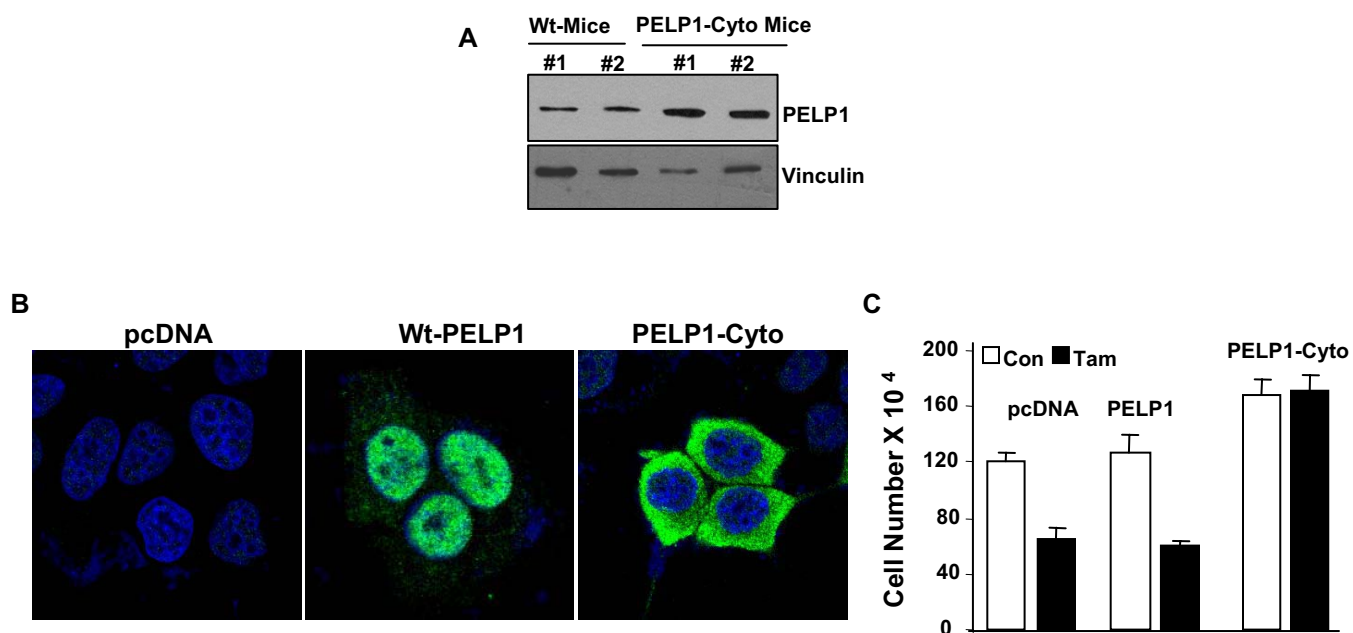 A
Wt-Mice PELP1-Cyto Mice
#1 #2 #1 #2
PELP1
Vinculin
B
pcDNA Wt-PELP1 PELP1-Cyto
C
Cell Number X 10 4
200
160
120
80
40
0
Con Tam
pcDNA PELP1 PELP1-Cyto